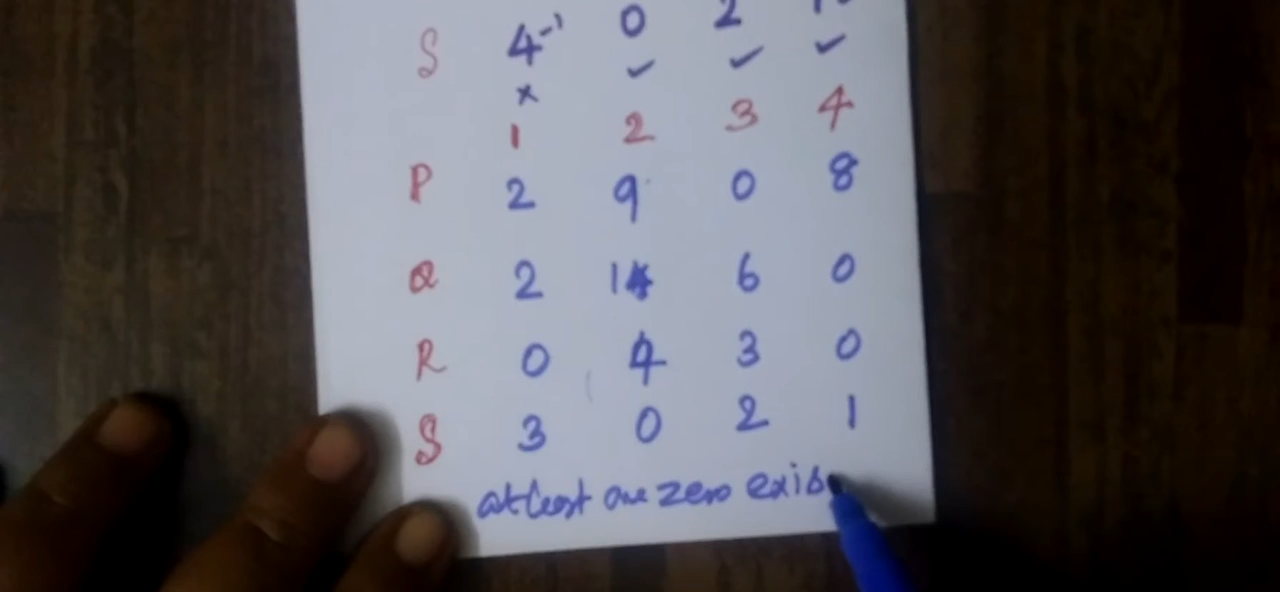 S 4-1 0 2
x ✓ ✓ ✓
1 2 3 4
P 2 9 0 8
Q 2 14 6 0
R 0 4 3 0
S 3 0 2 1
atleast one zero exis